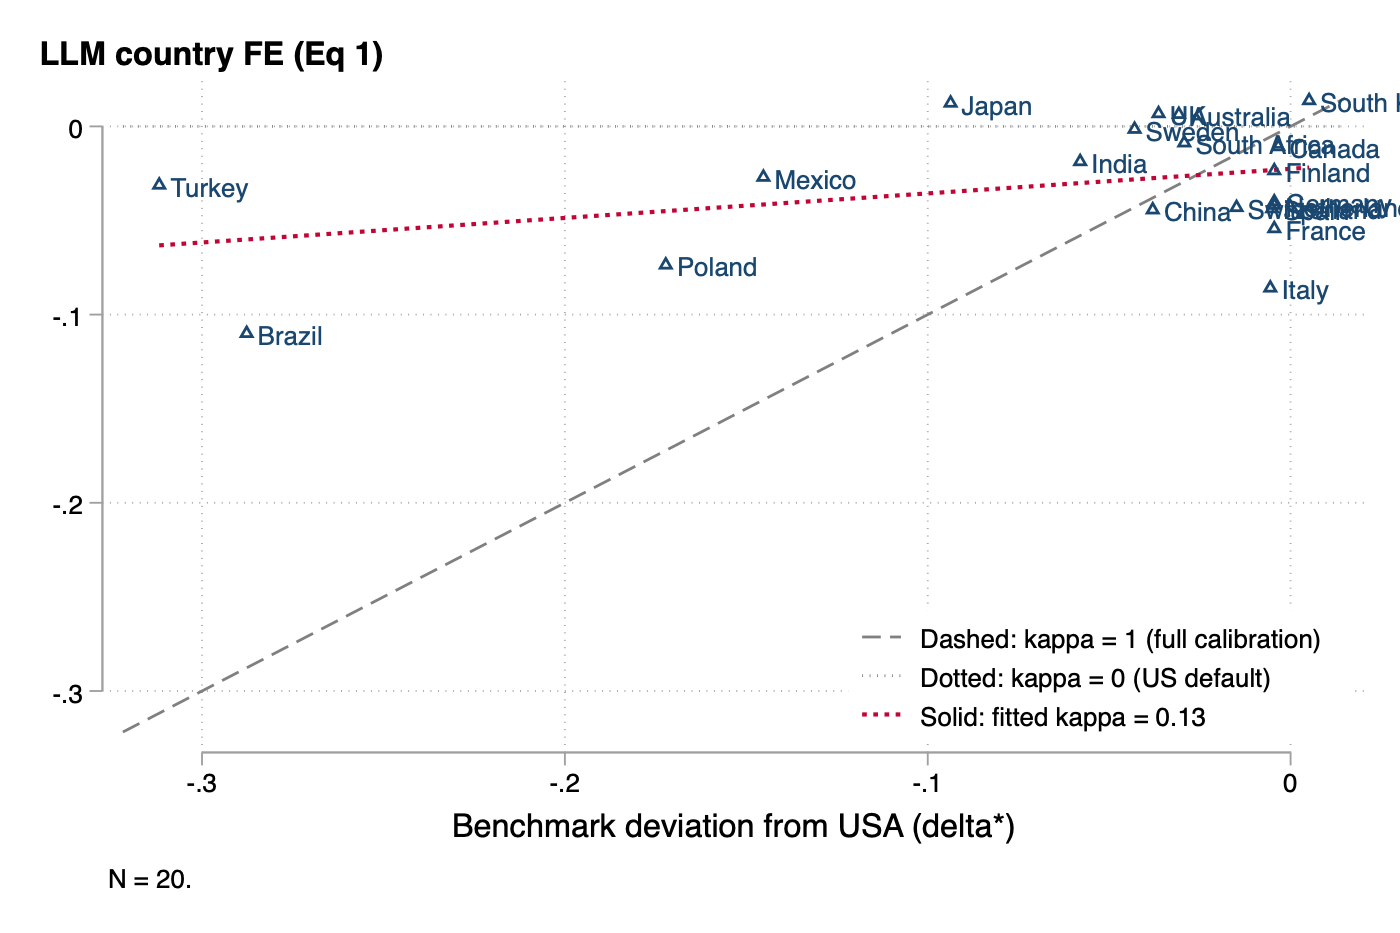 LLM country FE (Eq 1)
0
-.1
-.2
-.3
Japan
South
UK
Australia
Sweden
South Africa
Canada
India
Finland
Turkey
Mexico
Germany
China
France
Poland
Italy
Brazil
Dashed: kappa = 1 (full calibration)
Dotted: kappa = 0 (US default)
Solid: fitted kappa = 0.13
-.3
-.2
-.1
0
Benchmark deviation from USA (delta*)
N = 20.